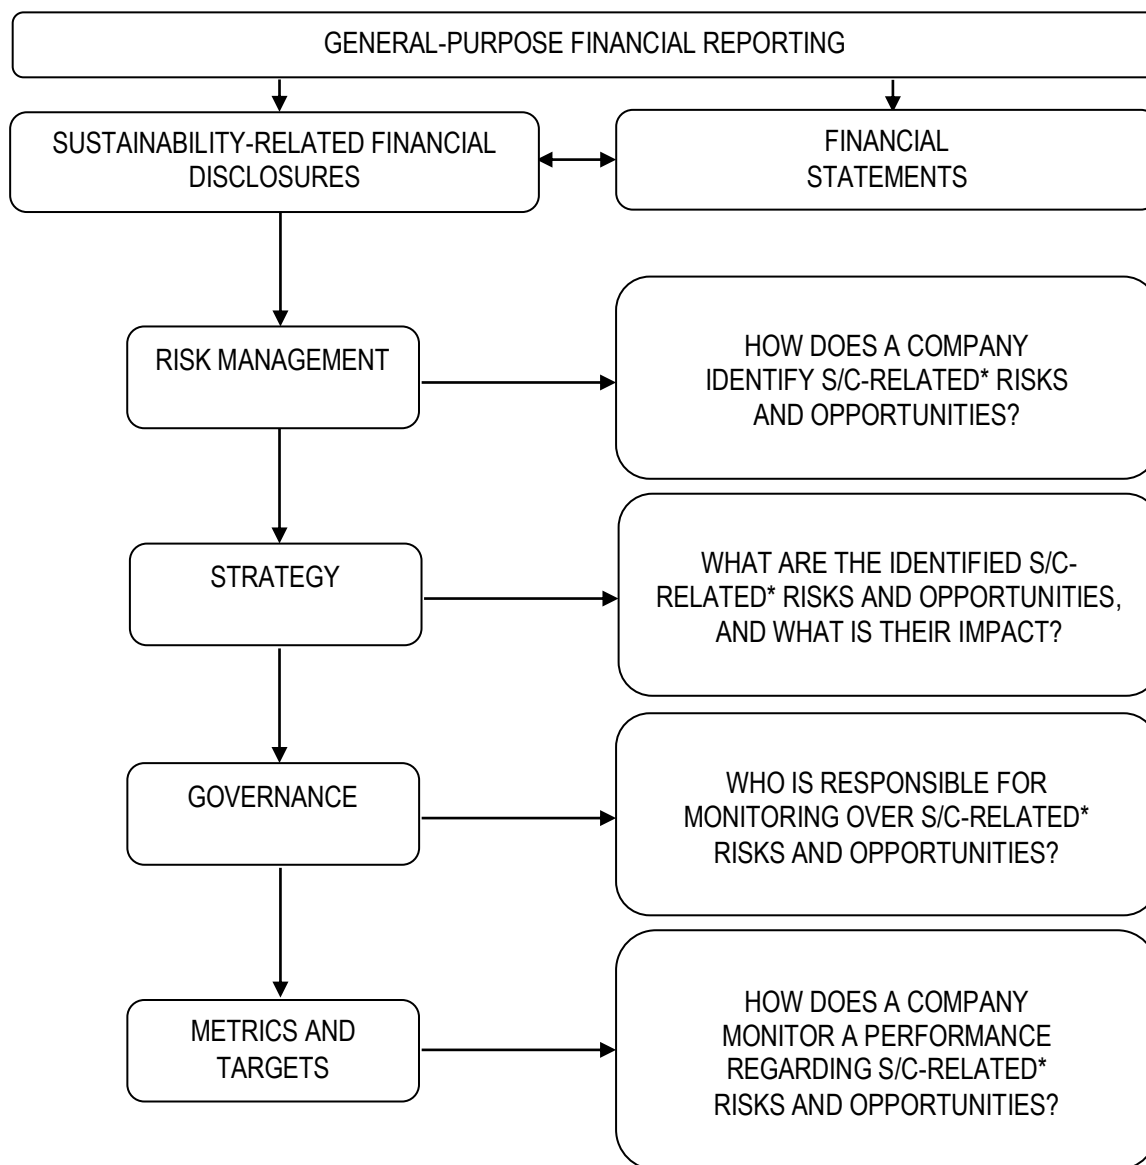 GENERAL-PURPOSE FINANCIAL REPORTING
SUSTAINABILITY-RELATED FINANCIAL
DISCLOSURES
FINANCIAL
STATEMENTS
RISK MANAGEMENT
HOW DOES A COMPANY
IDENTIFY S/C-RELATED* RISKS
AND OPPORTUNITIES?
STRATEGY
WHAT ARE THE IDENTIFIED S/C-
RELATED* RISKS AND OPPORTUNITIES,
AND WHAT IS THEIR IMPACT?
GOVERNANCE
WHO IS RESPONSIBLE FOR
MONITORING OVER S/C-RELATED*
RISKS AND OPPORTUNITIES?
METRICS AND
TARGETS
HOW DOES A COMPANY
MONITOR A PERFORMANCE
REGARDING S/C-RELATED*
RISKS AND OPPORTUNITIES?